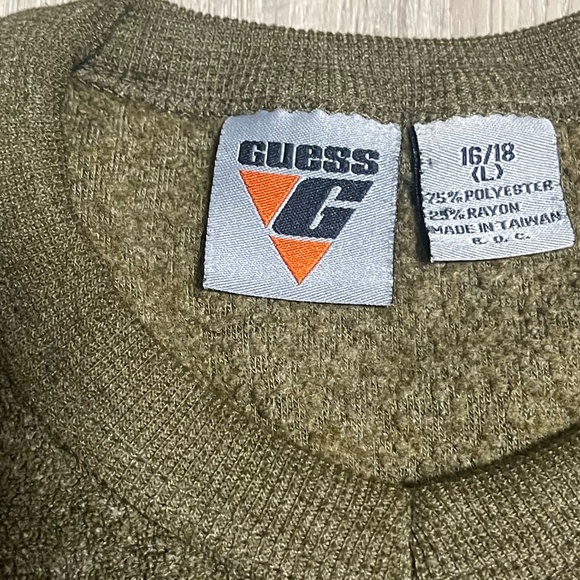 GUESS
G
16/18
(L)
75% POLYESTER
25% RAYON
MADE IN TAIWAN
R. O. C.